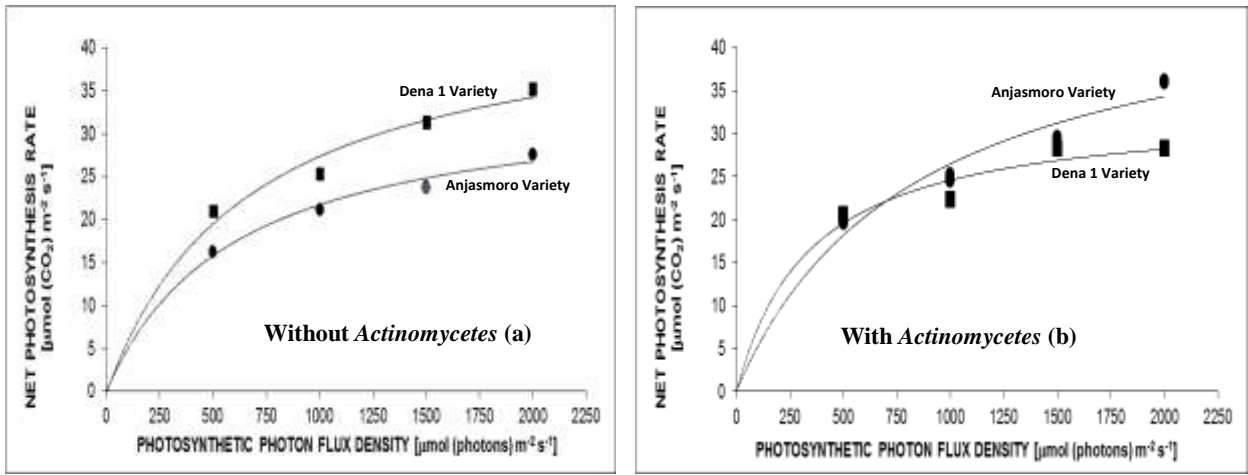 NET PHOTOSYNTHESIS RATE
[µmol (CO₂) m⁻² s⁻¹]
40
35
30
25
20
15
10
5
0
Dena 1 Variety
Anjasmoro Variety
Without Actinomycetes (a)
0 250 500 750 1000 1250 1500 1750 2000 2250
PHOTOSYNTHETIC PHOTON FLUX DENSITY [µmol (photons) m⁻² s⁻¹]
NET PHOTOSYNTHESIS RATE
[µmol (CO₂) m⁻² s⁻¹]
40
35
30
25
20
15
10
5
0
Anjasmoro Variety
Dena 1 Variety
With Actinomycetes (b)
0 250 500 750 1000 1250 1500 1750 2000 2250
PHOTOSYNTHETIC PHOTON FLUX DENSITY [µmol (photons) m⁻² s⁻¹]